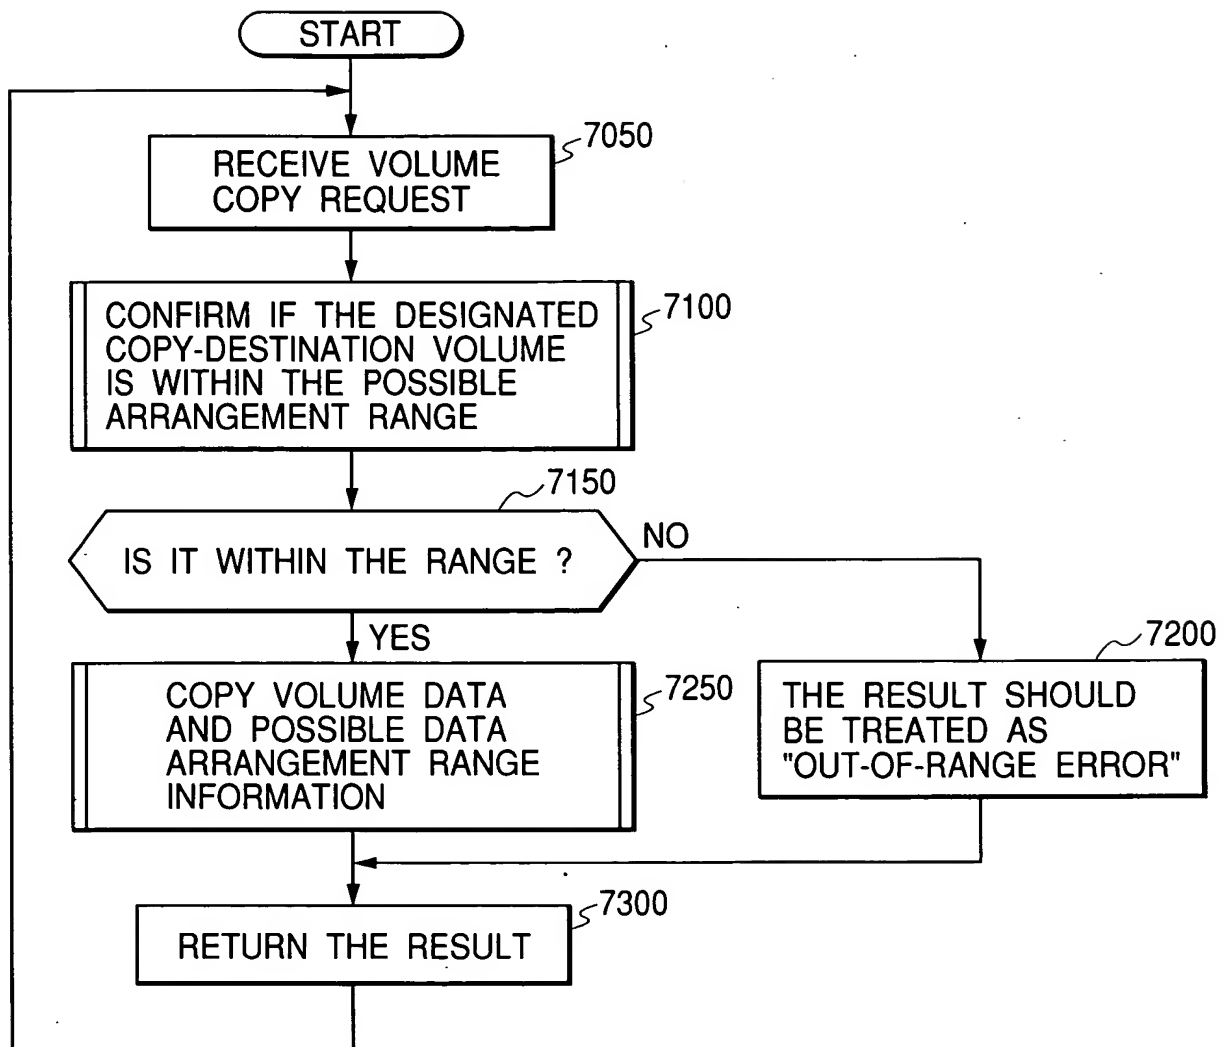 START
7050
RECEIVE VOLUME
COPY REQUEST
7100
CONFIRM IF THE DESIGNATED
COPY-DESTINATION VOLUME
IS WITHIN THE POSSIBLE
ARRANGEMENT RANGE
7150
IS IT WITHIN THE RANGE ?
NO
YES
7200
THE RESULT SHOULD
BE TREATED AS
"OUT-OF-RANGE ERROR"
7250
COPY VOLUME DATA
AND POSSIBLE DATA
ARRANGEMENT RANGE
INFORMATION
7300
RETURN THE RESULT